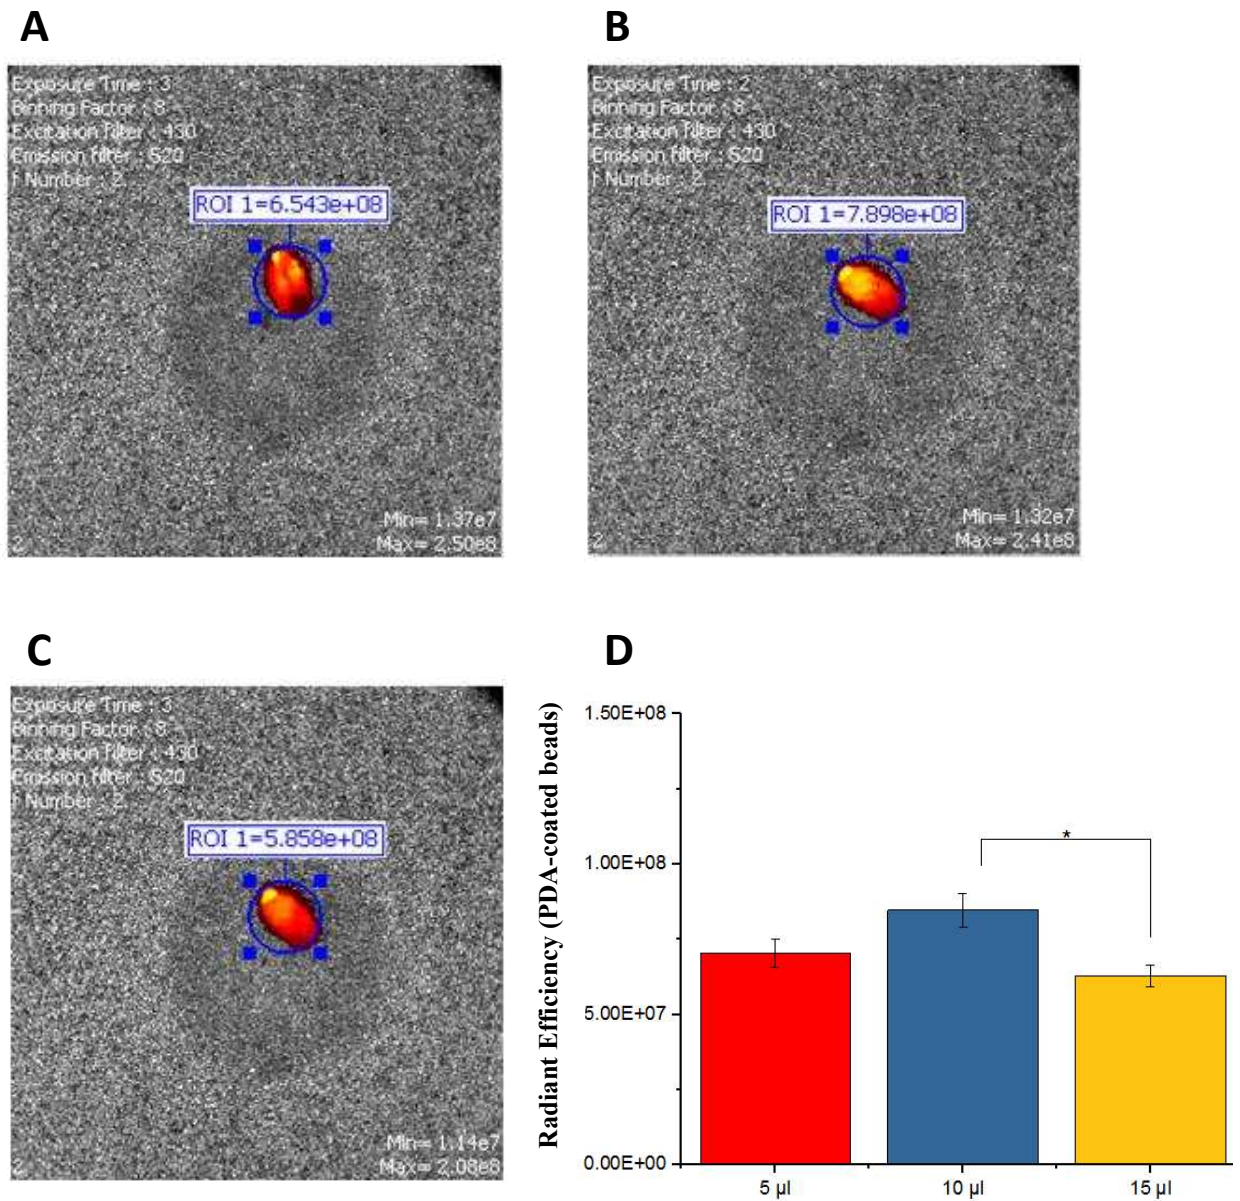 A
Exposure Time : 3
Binning Factor : 8
Excitation filter : 430
Emission filter : 520
f Number : 2
ROI 1=6.543e+08
Min= 1.37e7
2
Max= 2.50e8
B
Exposure Time : 2
Binning Factor : 8
Excitation filter : 430
Emission filter : 520
f Number : 2
ROI 1=7.898e+08
Min= 1.32e7
2
Max= 2.41e8
C
Exposure Time : 3
Binning Factor : 8
Excitation filter : 430
Emission filter : 520
f Number : 2
ROI 1=5.858e+08
Min= 1.14e7
2
Max= 2.08e8
D
Radiant Efficiency (PDA-coated beads)
1.50E+08
1.00E+08
5.00E+07
0.00E+00
*
5 µl
10 µl
15 µl